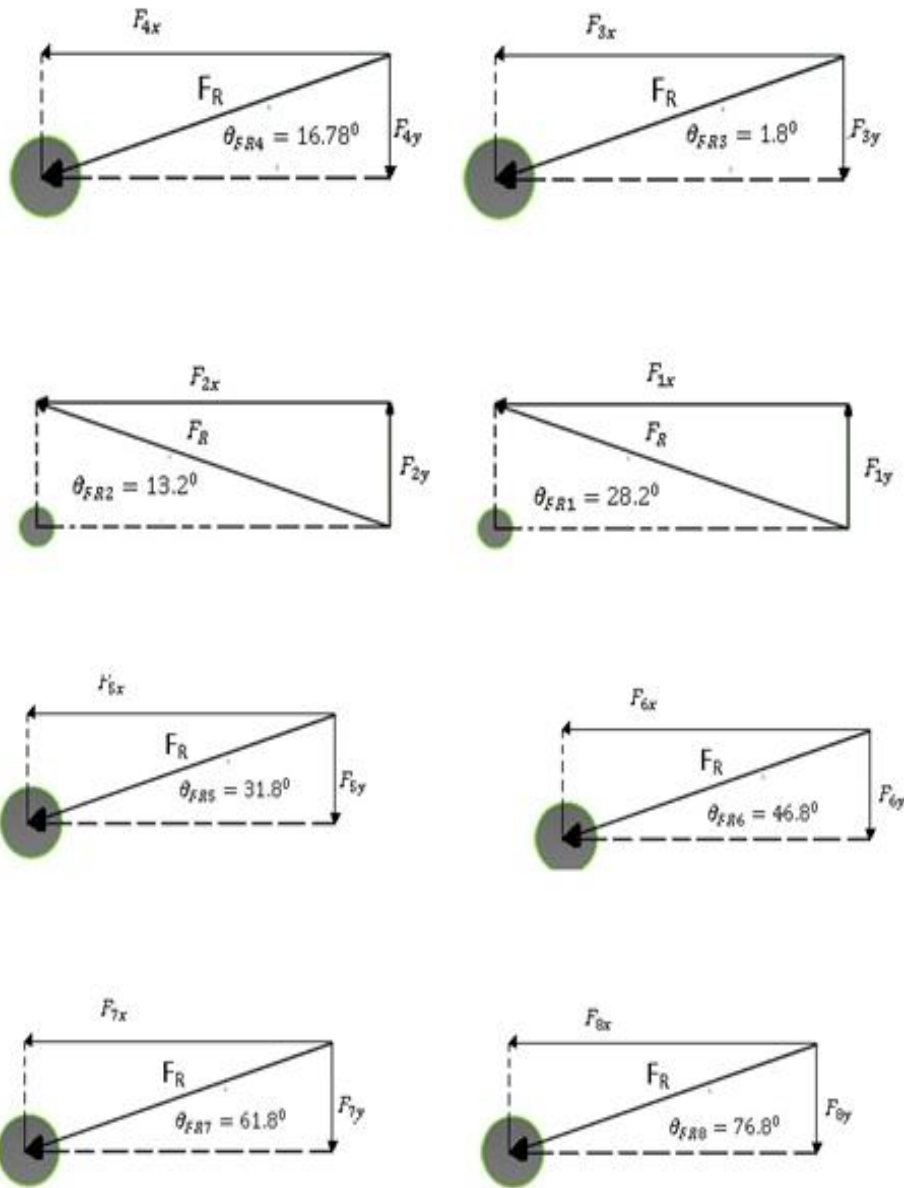 F4x F3x
FR FR
θFR4 = 16.78⁰ F4y θFR3 = 1.8⁰ F3y
F2x F1x
FR FR
θFR2 = 13.2⁰ F2y θFR1 = 28.2⁰ F1y
F5x F6x
FR FR
θFR5 = 31.8⁰ F5y θFR6 = 46.8⁰ F6y
F7x F8x
FR FR
θFR7 = 61.8⁰ F7y θFR8 = 76.8⁰ F8y